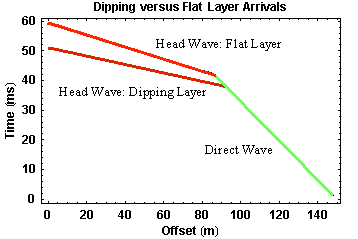 Dipping versus Flat Layer Arrivals
60
50
40
30
20
10
0
Time (ms)
Head Wave: Flat Layer
Head Wave: Dipping Layer
Direct Wave
0 20 40 60 80 100 120 140
Offset (m)